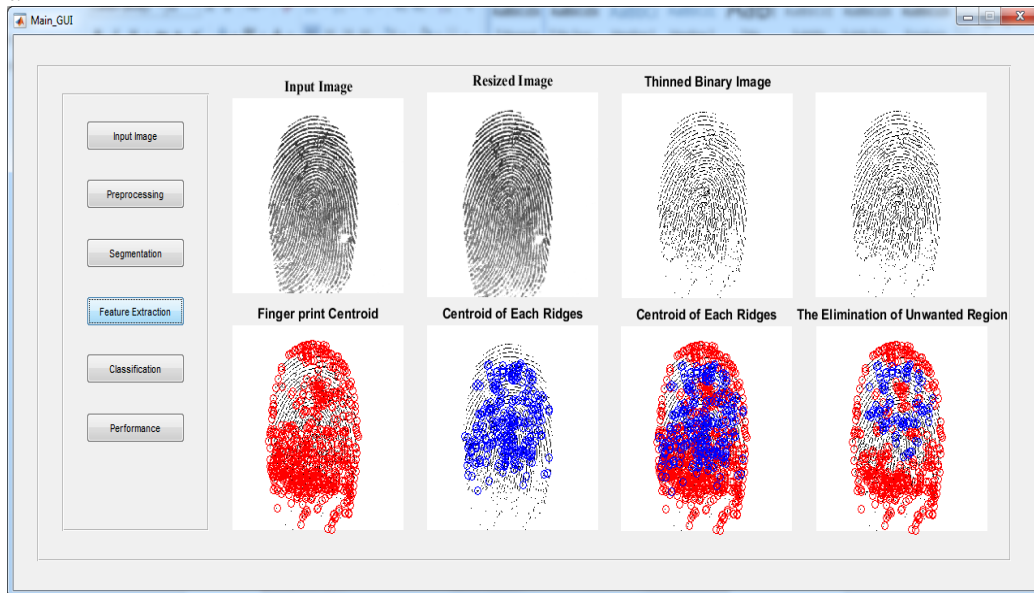 Main_GUI
Input Image
Preprocessing
Segmentation
Feature Extraction
Classification
Performance
Input Image
Resized Image
Thinned Binary Image
Finger print Centroid
Centroid of Each Ridges
Centroid of Each Ridges
The Elimination of Unwanted Region